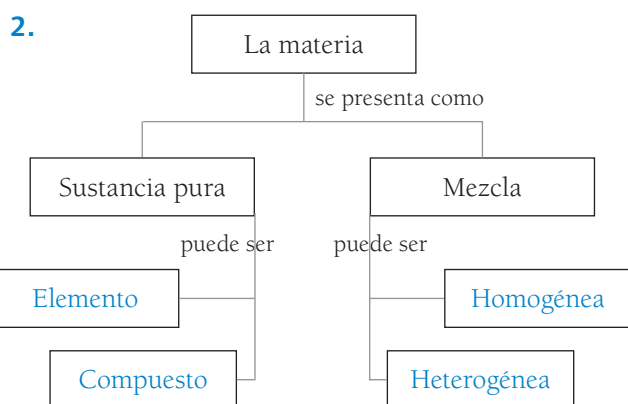 2.
La materia
se presenta como
Sustancia pura
Mezcla
puede ser
puede ser
Elemento
Homogénea
Compuesto
Heterogénea